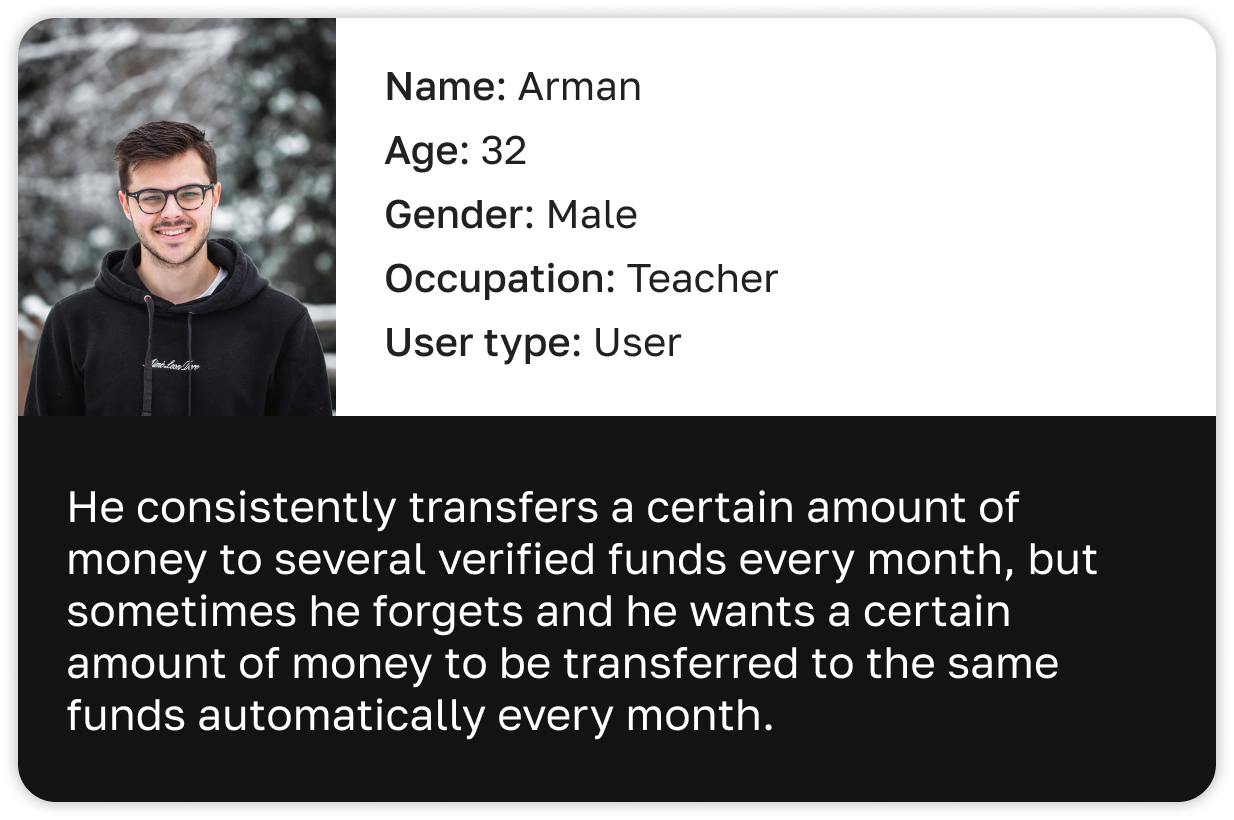 Name: Arman
Age: 32
Gender: Male
Occupation: Teacher
User type: User
He consistently transfers a certain amount of
money to several verified funds every month, but
sometimes he forgets and he wants a certain
amount of money to be transferred to the same
funds automatically every month.